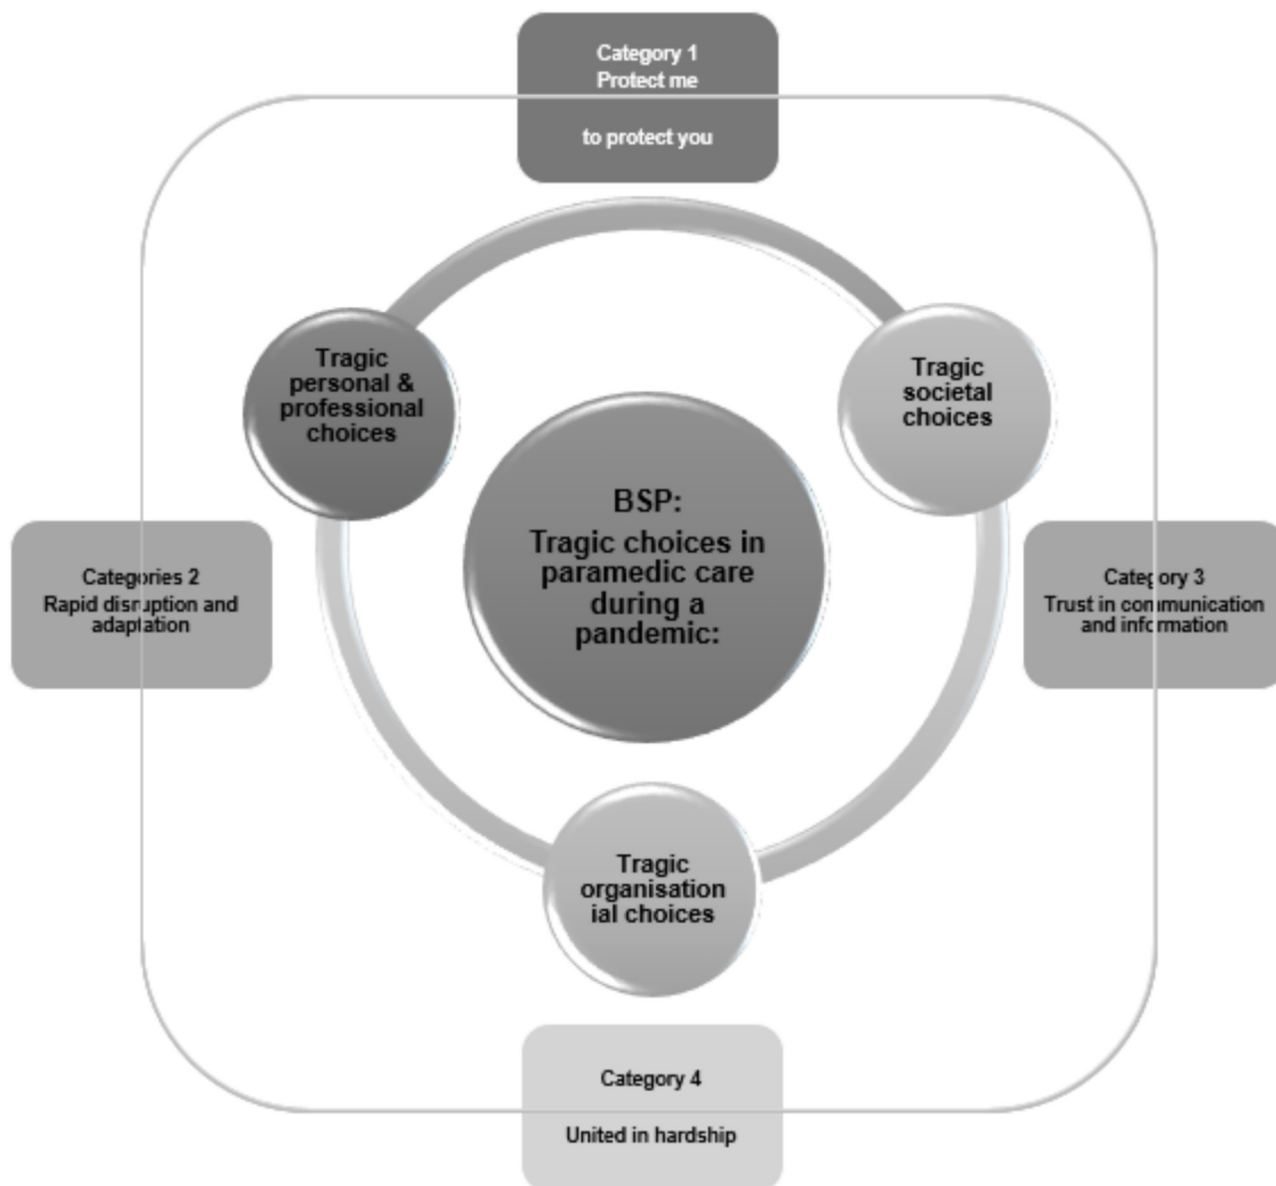 Category 1
Protect me
to protect you
Tragic
personal &
professional
choices
Tragic
societal
choices
BSP:
Tragic choices in
paramedic care
during a
pandemic:
Categories 2
Rapid disruption and
adaptation
Category 3
Trust in communication
and information
Tragic
organisation
ial choices
Category 4
United in hardship